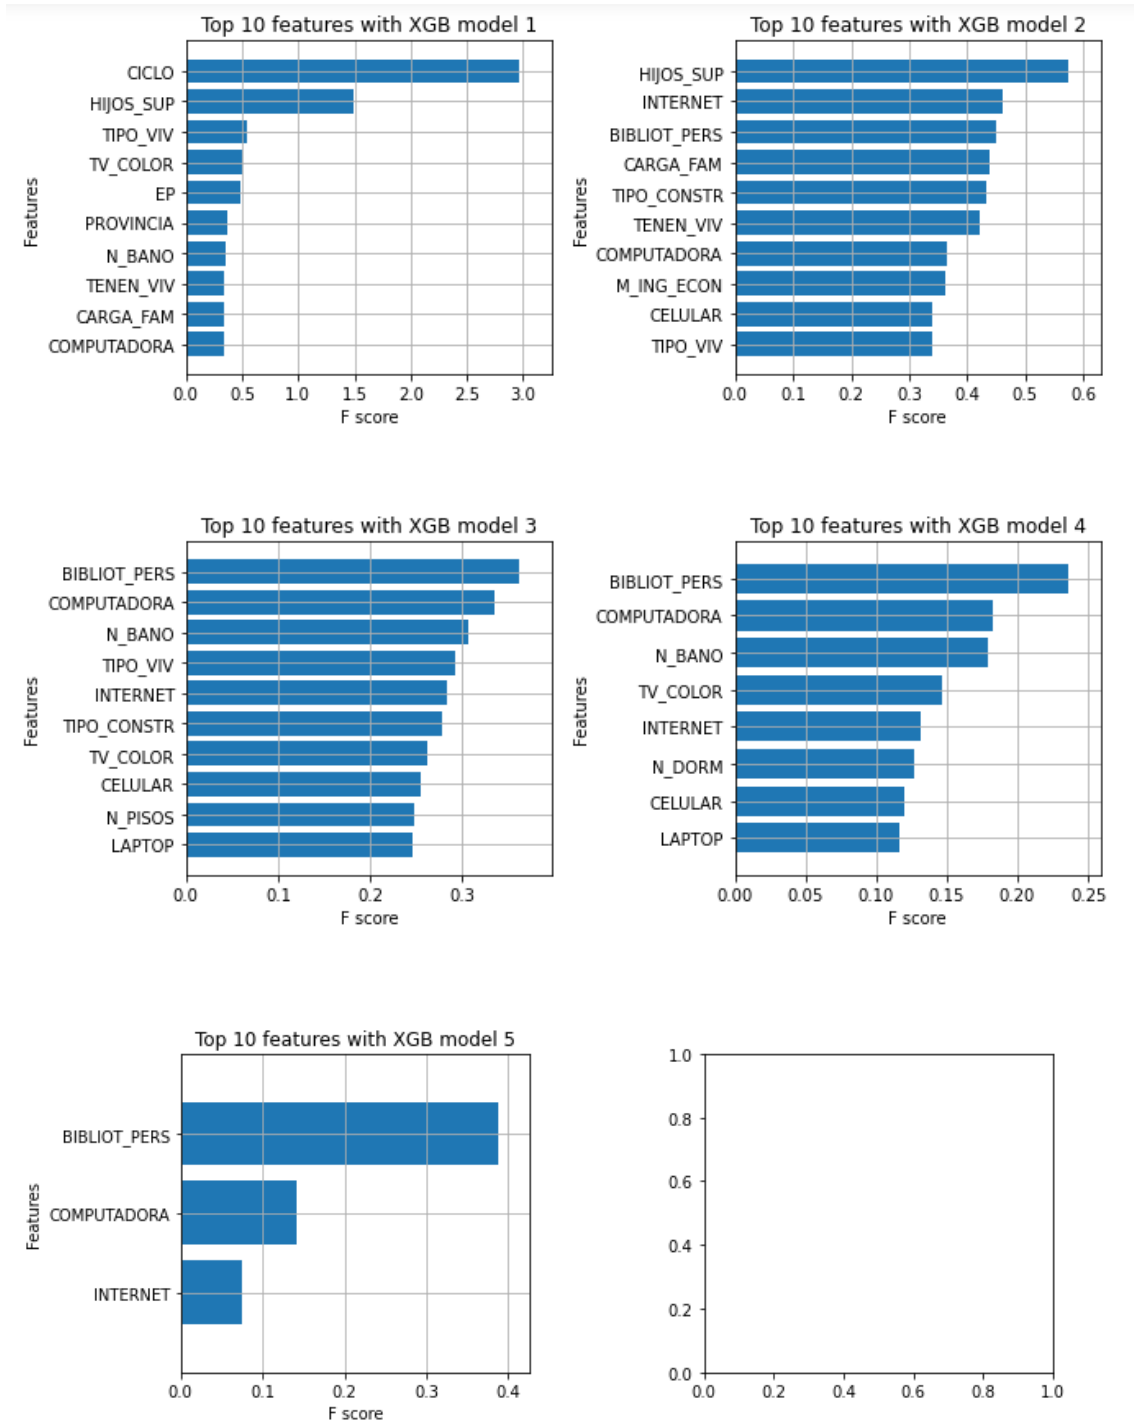 Top 10 features with XGB model 1
Features
CICLO
HIJOS_SUP
TIPO_VIV
TV_COLOR
EP
PROVINCIA
N_BANO
TENEN_VIV
CARGA_FAM
COMPUTADORA
0.0 0.5 1.0 1.5 2.0 2.5 3.0
F score
Top 10 features with XGB model 2
Features
HIJOS_SUP
INTERNET
BIBLIOT_PERS
CARGA_FAM
TIPO_CONSTR
TENEN_VIV
COMPUTADORA
M_ING_ECON
CELULAR
TIPO_VIV
0.0 0.1 0.2 0.3 0.4 0.5 0.6
F score
Top 10 features with XGB model 3
Features
BIBLIOT_PERS
COMPUTADORA
N_BANO
TIPO_VIV
INTERNET
TIPO_CONSTR
TV_COLOR
CELULAR
N_PISOS
LAPTOP
0.0 0.1 0.2 0.3
F score
Top 10 features with XGB model 4
Features
BIBLIOT_PERS
COMPUTADORA
N_BANO
TV_COLOR
INTERNET
N_DORM
CELULAR
LAPTOP
0.00 0.05 0.10 0.15 0.20 0.25
F score
Top 10 features with XGB model 5
Features
BIBLIOT_PERS
COMPUTADORA
INTERNET
0.0 0.1 0.2 0.3 0.4
F score
1.0
0.8
0.6
0.4
0.2
0.0
0.0 0.2 0.4 0.6 0.8 1.0